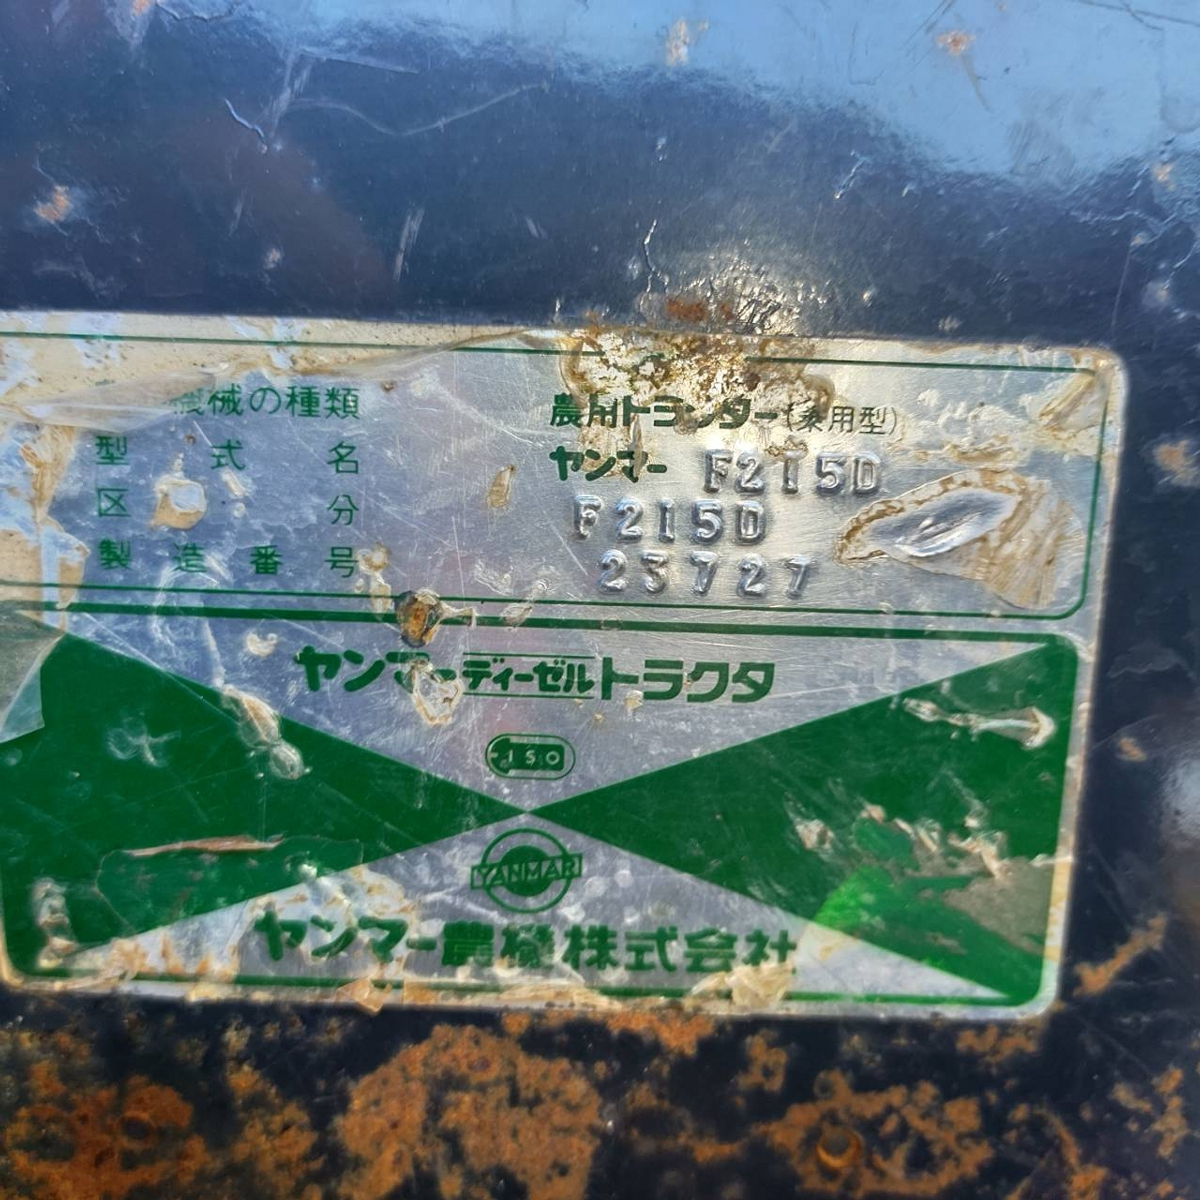 機械の種類 農用トラクター(乗用型)
型式名 ヤンマー F215D
区分 F215D
製造番号 23727
ヤンマーディーゼルトラクタ
ISO
YANMAR
ヤンマー農機株式会社